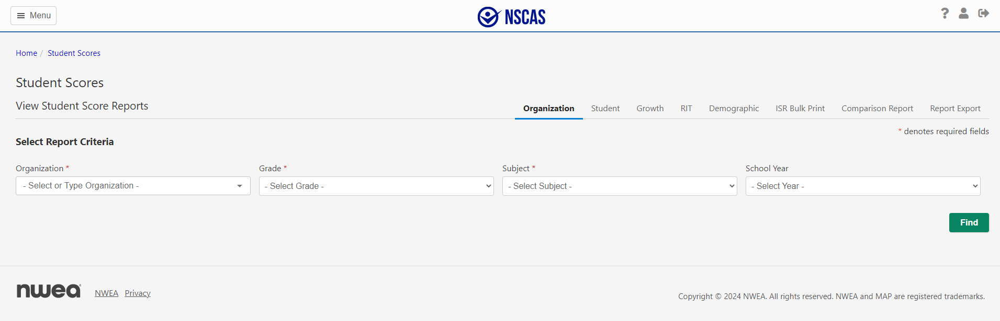 Menu
NSCAS
Home / Student Scores
Student Scores
View Student Score Reports
Organization Student Growth RIT Demographic ISR Bulk Print Comparison Report Report Export
* denotes required fields
Select Report Criteria
Organization * Grade * Subject * School Year
- Select or Type Organization - - Select Grade - - Select Subject - - Select Year -
Find
nwea NWEA Privacy
Copyright © 2024 NWEA. All rights reserved. NWEA and MAP are registered trademarks.